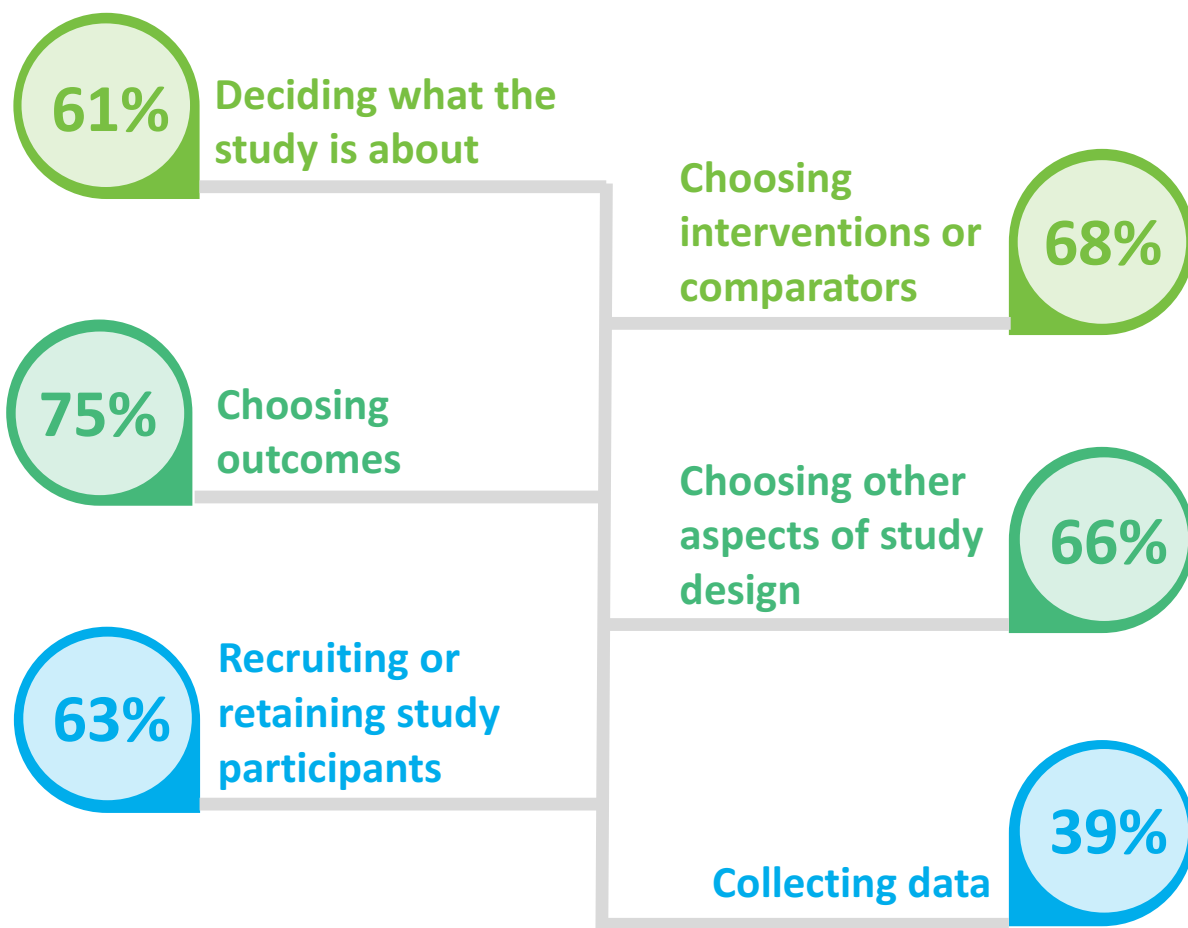 61%
Deciding what the
study is about
Choosing
interventions or
comparators
68%
75%
Choosing
outcomes
Choosing other
aspects of study
design
66%
63%
Recruiting or
retaining study
participants
Collecting data
39%